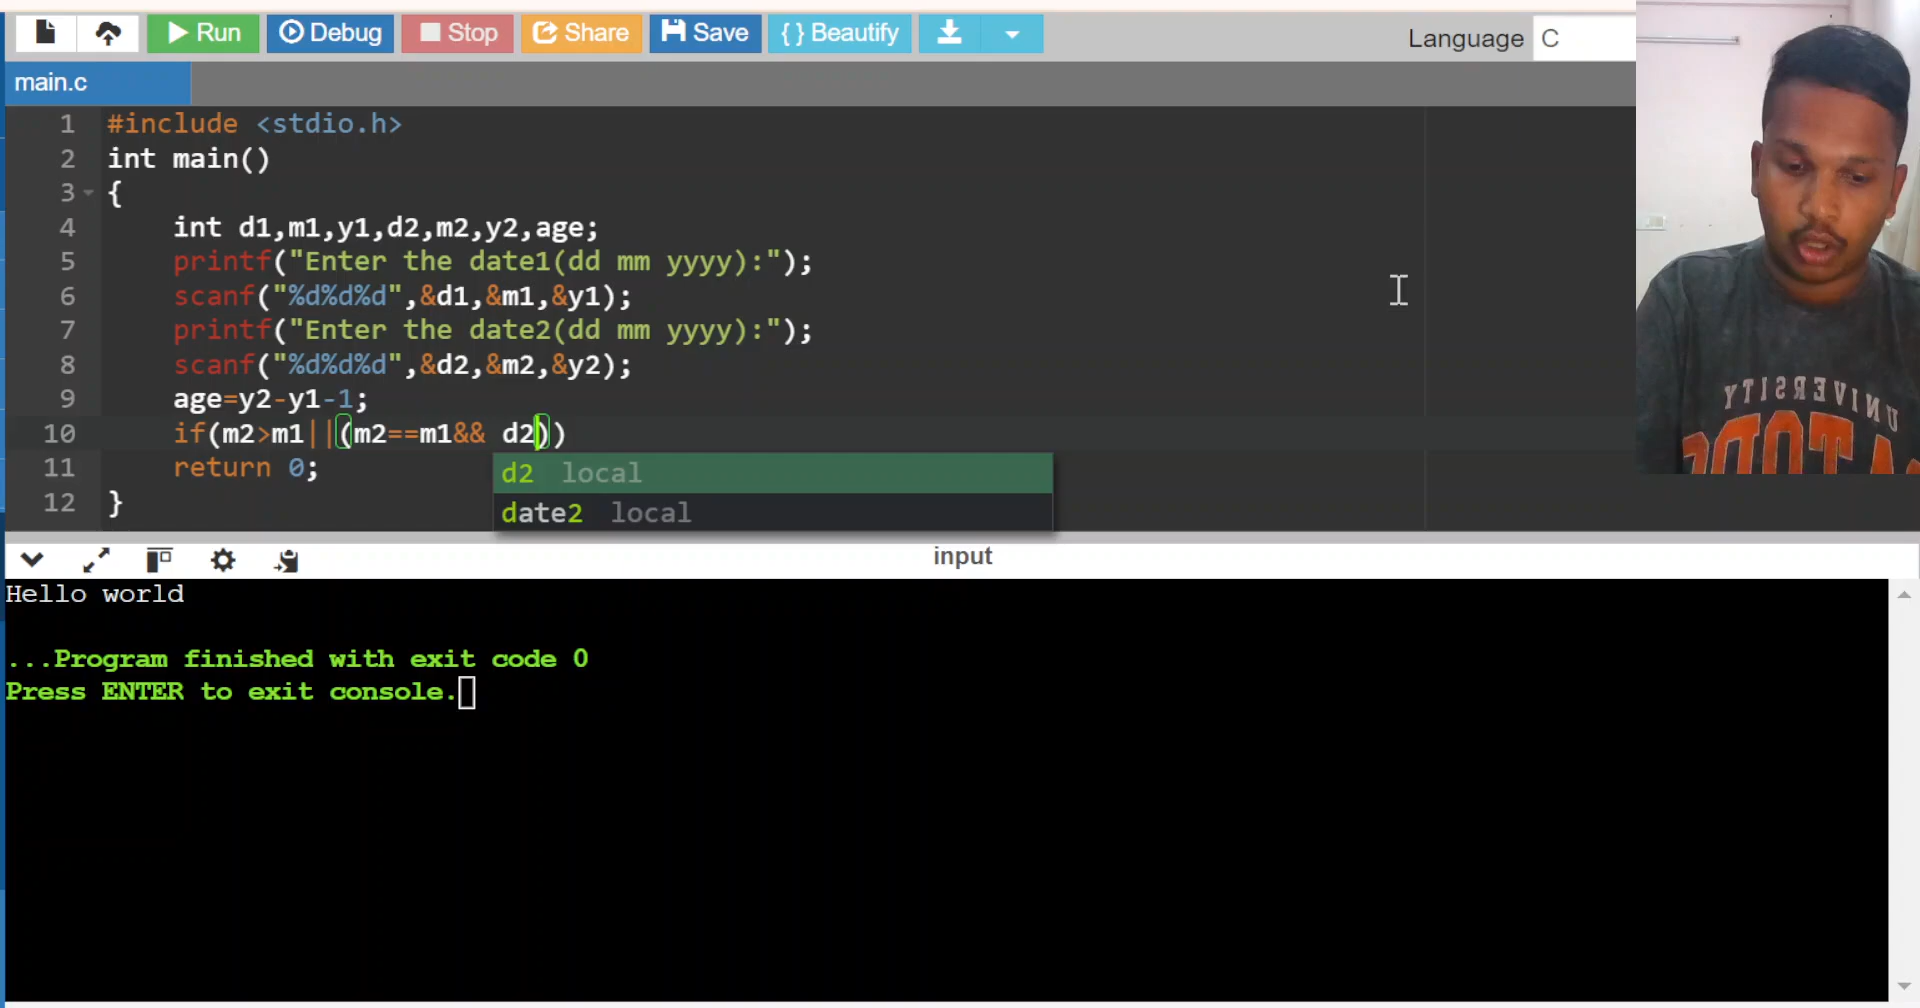 Run Debug Stop Share Save { } Beautify Language C
main.c
1 #include <stdio.h>
2 int main()
3 {
4 int d1,m1,y1,d2,m2,y2,age;
5 printf("Enter the date1(dd mm yyyy):");
6 scanf("%d%d%d",&d1,&m1,&y1);
7 printf("Enter the date2(dd mm yyyy):");
8 scanf("%d%d%d",&d2,&m2,&y2);
9 age=y2-y1-1;
10 if(m2>m1||(m2==m1&& d2))
11 return 0;
12 }
d2 local
date2 local
input
Hello world
...Program finished with exit code 0
Press ENTER to exit console.
UNIVERSITY